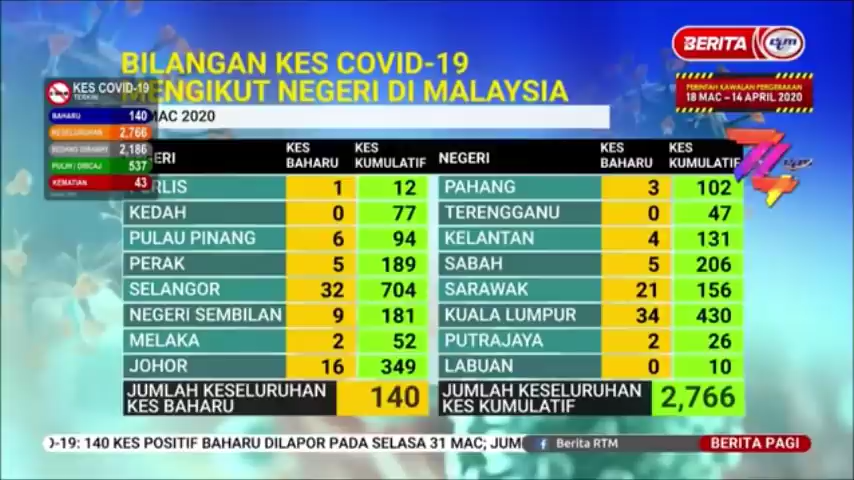 BERITA rtm
BILANGAN KES COVID-19
MENGIKUT NEGERI DI MALAYSIA
PERINTAH KAWALAN PERGERAKAN
18 MAC – 14 APRIL 2020
KES COVID-19
TERKINI
BAHARU 140
KESELURUHAN 2,766
2,186
PULIH / DISCAJ 537
KEMATIAN 43
MAC 2020
NEGERI KES BAHARU KES KUMULATIF NEGERI KES BAHARU KES KUMULATIF
PERLIS 1 12 PAHANG 3 102
KEDAH 0 77 TERENGGANU 0 47
PULAU PINANG 6 94 KELANTAN 4 131
PERAK 5 189 SABAH 5 206
SELANGOR 32 704 SARAWAK 21 156
NEGERI SEMBILAN 9 181 KUALA LUMPUR 34 430
MELAKA 2 52 PUTRAJAYA 2 26
JOHOR 16 349 LABUAN 0 10
JUMLAH KESELURUHAN KES BAHARU 140 JUMLAH KESELURUHAN KES KUMULATIF 2,766
D-19: 140 KES POSITIF BAHARU DILAPOR PADA SELASA 31 MAC; JUM
f Berita RTM
BERITA PAGI